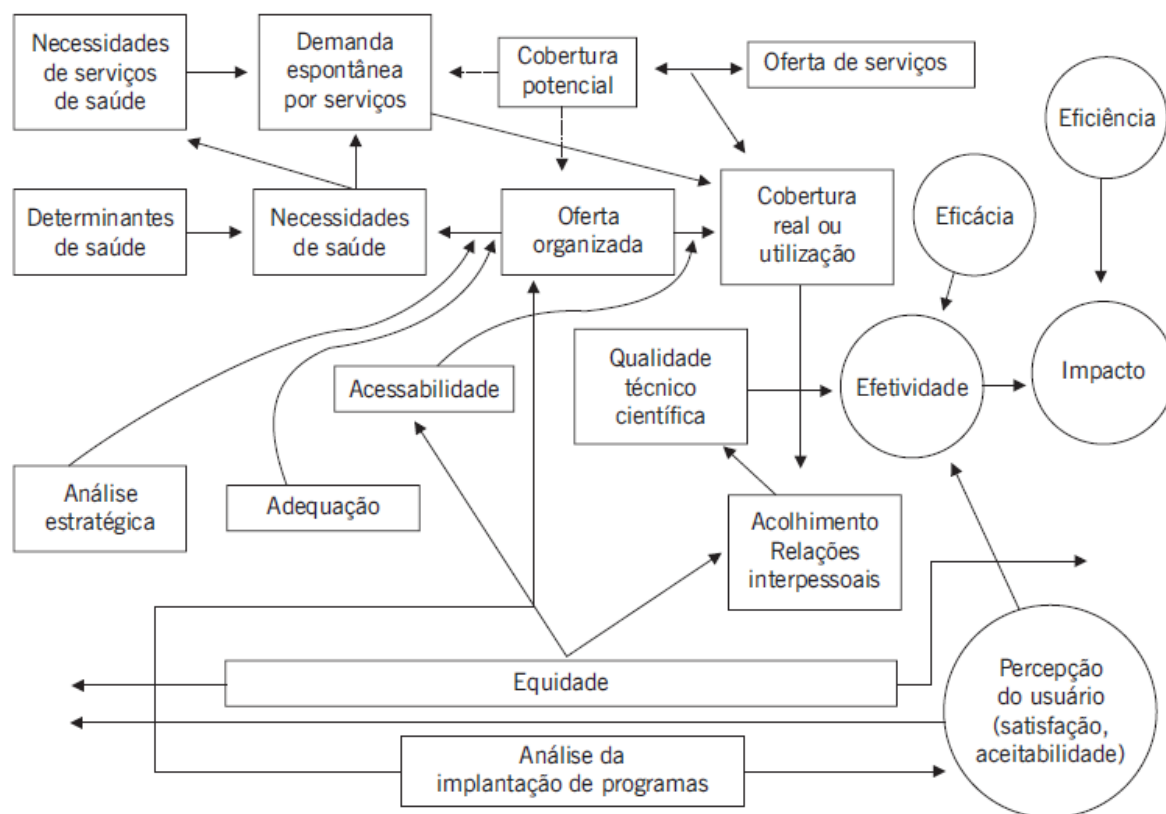 Necessidades
de serviços
de saúde
Demanda
espontânea
por serviços
Cobertura
potencial
Oferta de serviços
Eficiência
Determinantes
de saúde
Necessidades
de saúde
Oferta
organizada
Cobertura
real ou
utilização
Eficácia
Acessabilidade
Qualidade
técnico
científica
Efetividade
Impacto
Análise
estratégica
Adequação
Acolhimento
Relações
interpessoais
Equidade
Percepção
do usuário
(satisfação,
aceitabilidade)
Análise da
implantação de programas